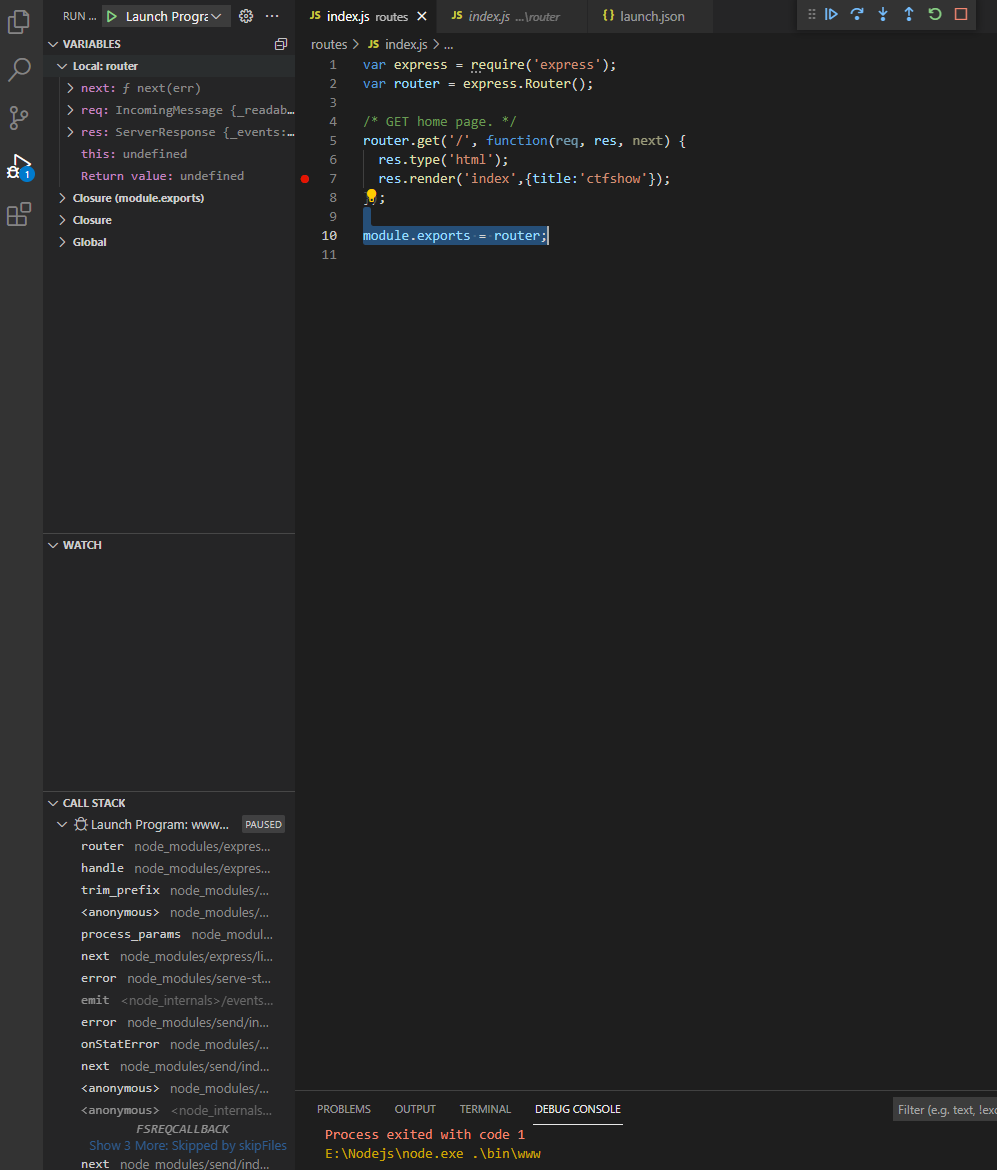 RUN ... Launch Progra ...
VARIABLES
Local: router
next: ƒ next(err)
req: IncomingMessage {_readab…
res: ServerResponse {_events:…
this: undefined
Return value: undefined
Closure (module.exports)
Closure
Global
WATCH
CALL STACK
Launch Program: www... PAUSED
router node_modules/expres...
handle node_modules/expres...
trim_prefix node_modules/...
<anonymous> node_modules/...
process_params node_modul...
next node_modules/express/li...
error node_modules/serve-st...
emit <node_internals>/events...
error node_modules/send/in...
onStatError node_modules/...
next node_modules/send/ind...
<anonymous> node_modules/...
<anonymous> <node_internals...
FSREQCALLBACK
Show 3 More: Skipped by skipFiles
next node_modules/send/ind...
1
JS index.js routes JS index.js ...\router {} launch.json
routes > JS index.js > ...
1 var express = require('express');
2 var router = express.Router();
3
4 /* GET home page. */
5 router.get('/', function(req, res, next) {
6 res.type('html');
7 res.render('index',{title:'ctfshow'});
8 };
9
10 module.exports = router;
11
PROBLEMS OUTPUT TERMINAL DEBUG CONSOLE Filter (e.g. text, !exc
Process exited with code 1
E:\Nodejs\node.exe .\bin\www